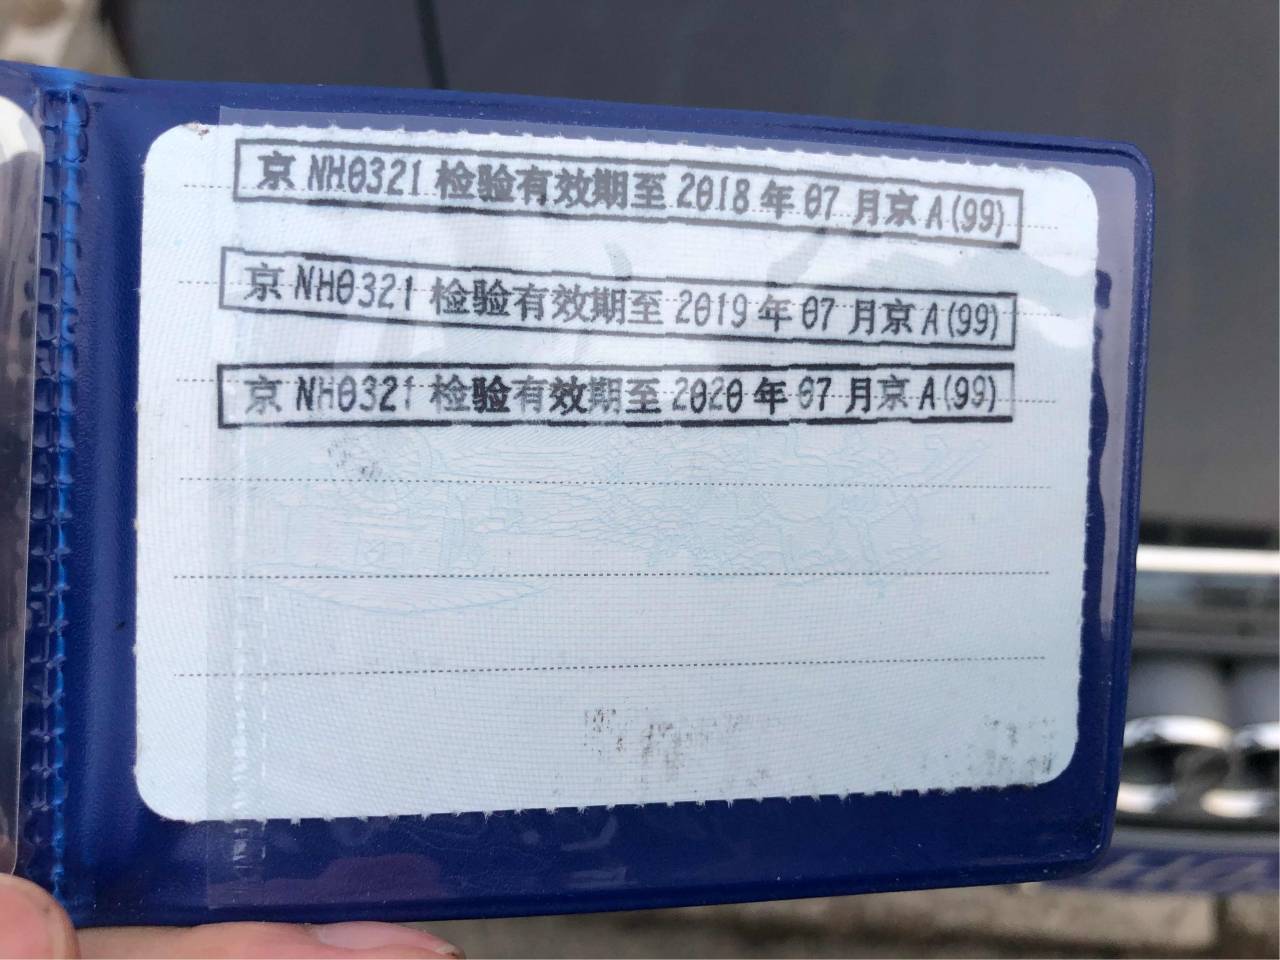 京 NH0321 检验有效期至 2018 年 07 月京 A(99)
京 NH0321 检验有效期至 2019 年 07 月京 A(99)
京 NH0321 检验有效期至 2020 年 07 月京 A(99)